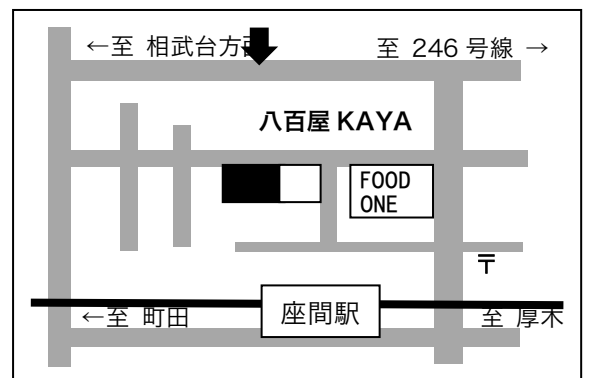 ←至 相武台方面
至 246 号線 →
八百屋 KAYA
FOOD
ONE
〒
座間駅
←至 町田
至 厚木